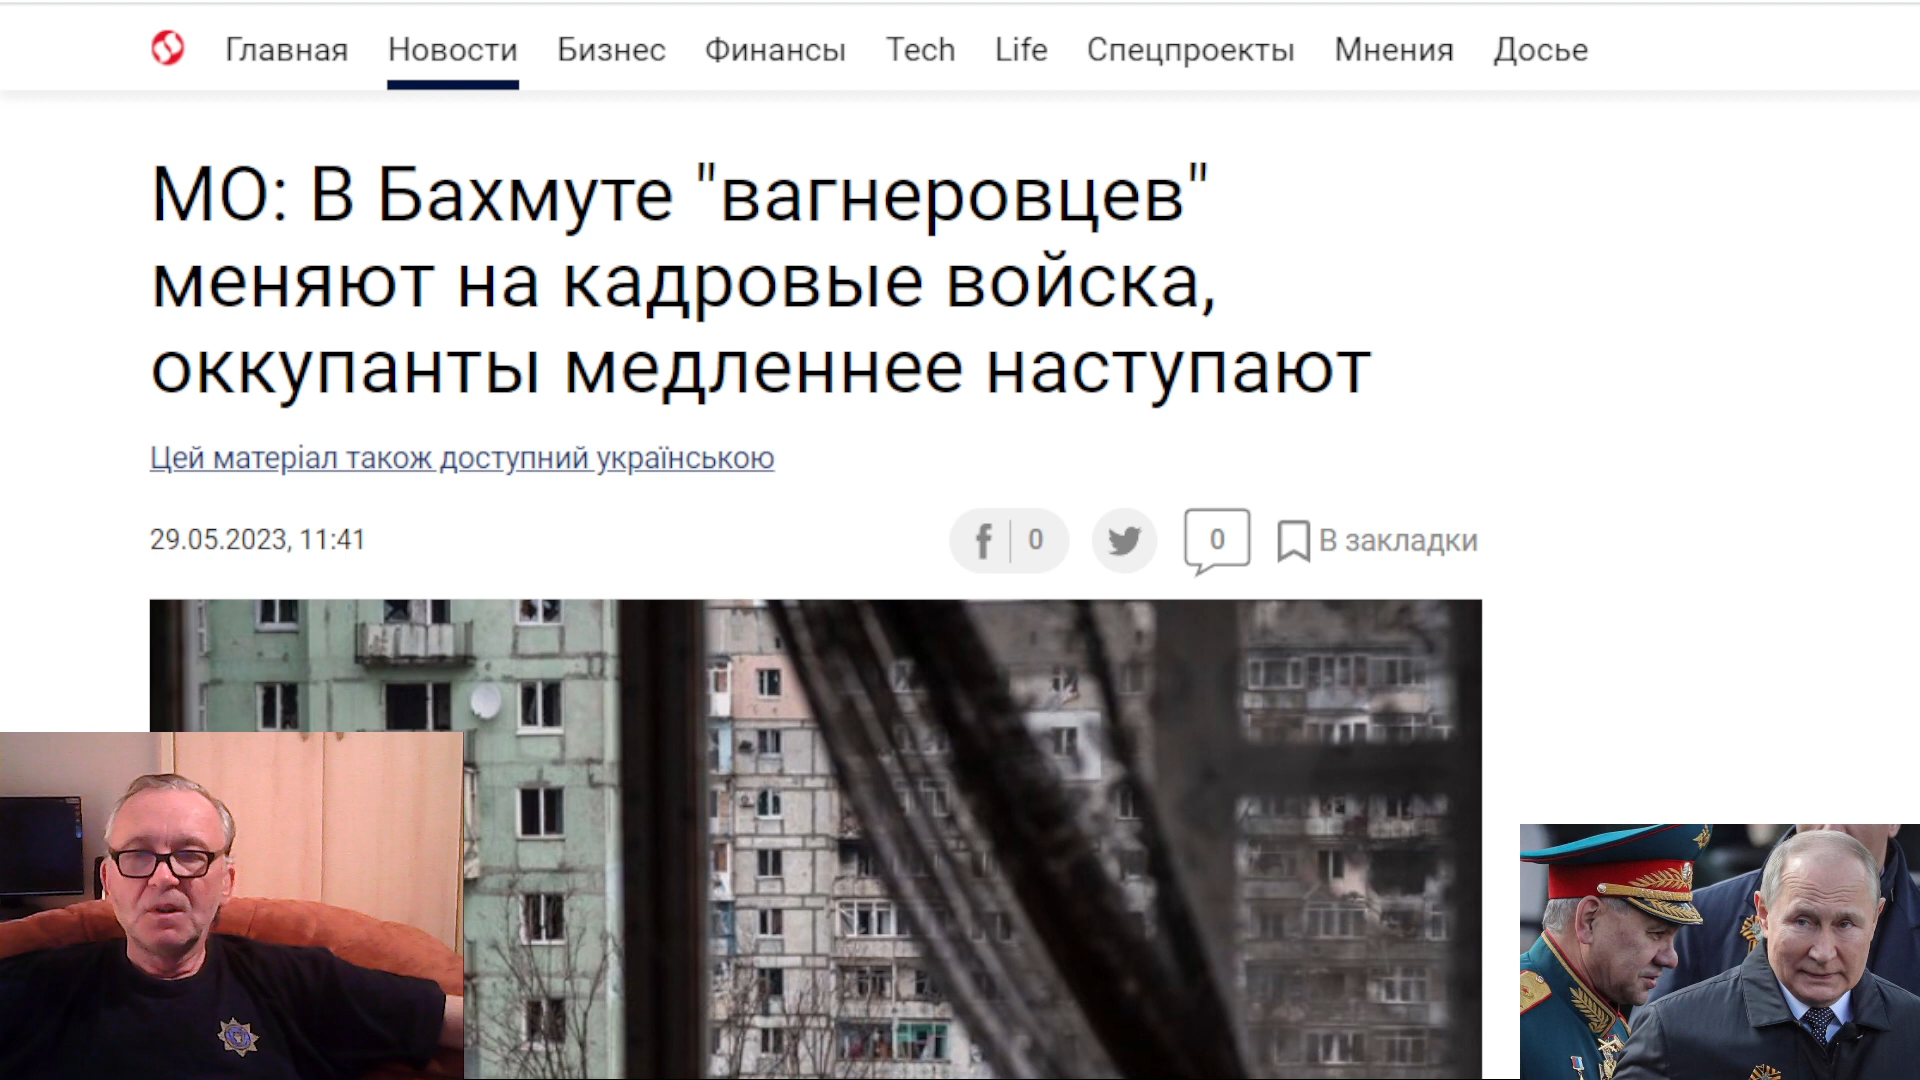 Главная Новости Бизнес Финансы Tech Life Спецпроекты Мнения Досье
МО: В Бахмуте "вагнеровцев"
меняют на кадровые войска,
оккупанты медленнее наступают
Цей матеріал також доступний українською
29.05.2023, 11:41
0
0
В закладки